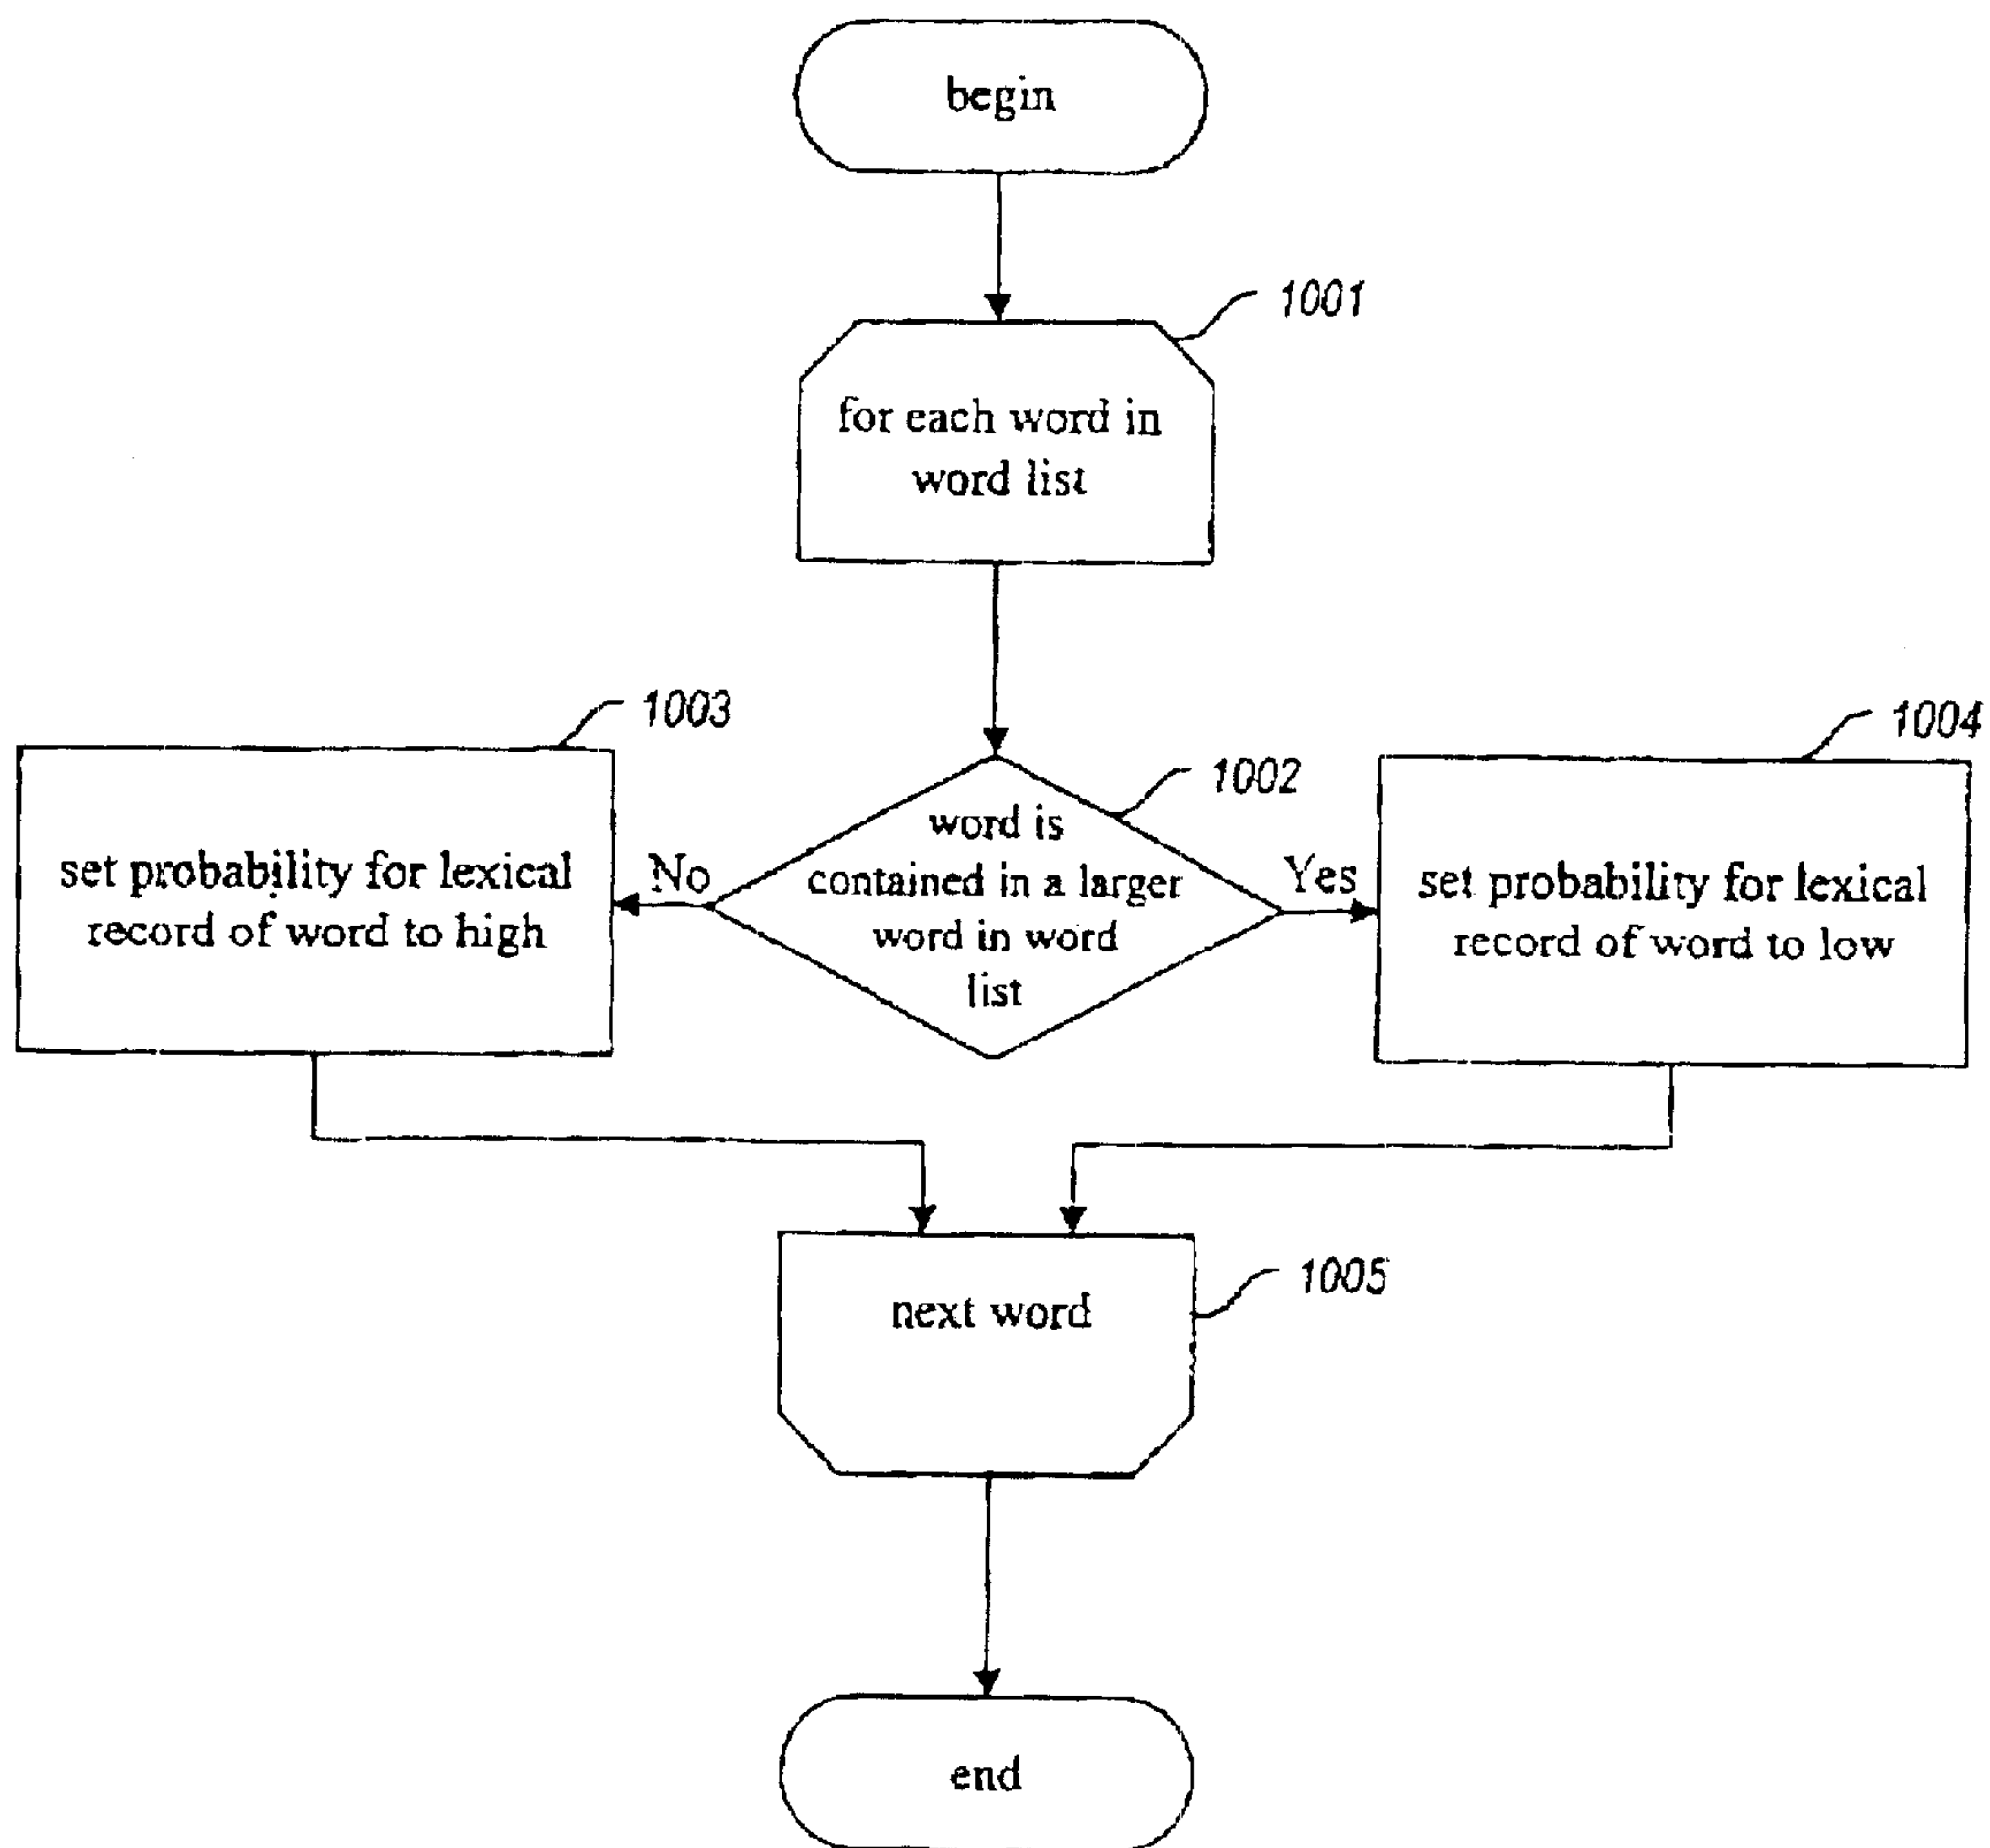 begin
1001
for each word in
word list
1003
1004
1002
word is
contained in a larger
word in word
list
No
Yes
set probability for lexical
record of word to high
set probability for lexical
record of word to low
next word
1005
end